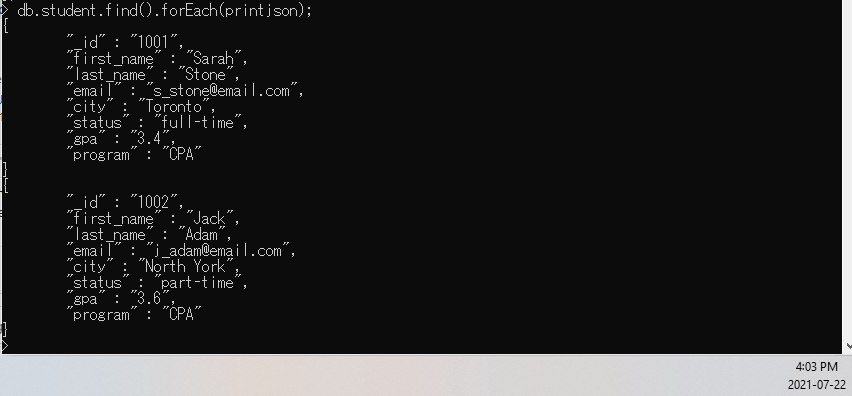 > db.student.find().forEach(printjson);
{
"_id" : "1001",
"first_name" : "Sarah",
"last_name" : "Stone",
"email" : "s_stone@email.com",
"city" : "Toronto",
"status" : "full-time",
"gpa" : "3.4",
"program" : "CPA"
}
{
"_id" : "1002",
"first_name" : "Jack",
"last_name" : "Adam",
"email" : "j_adam@email.com",
"city" : "North York",
"status" : "part-time",
"gpa" : "3.6",
"program" : "CPA"
}
>
4:03 PM
2021-07-22